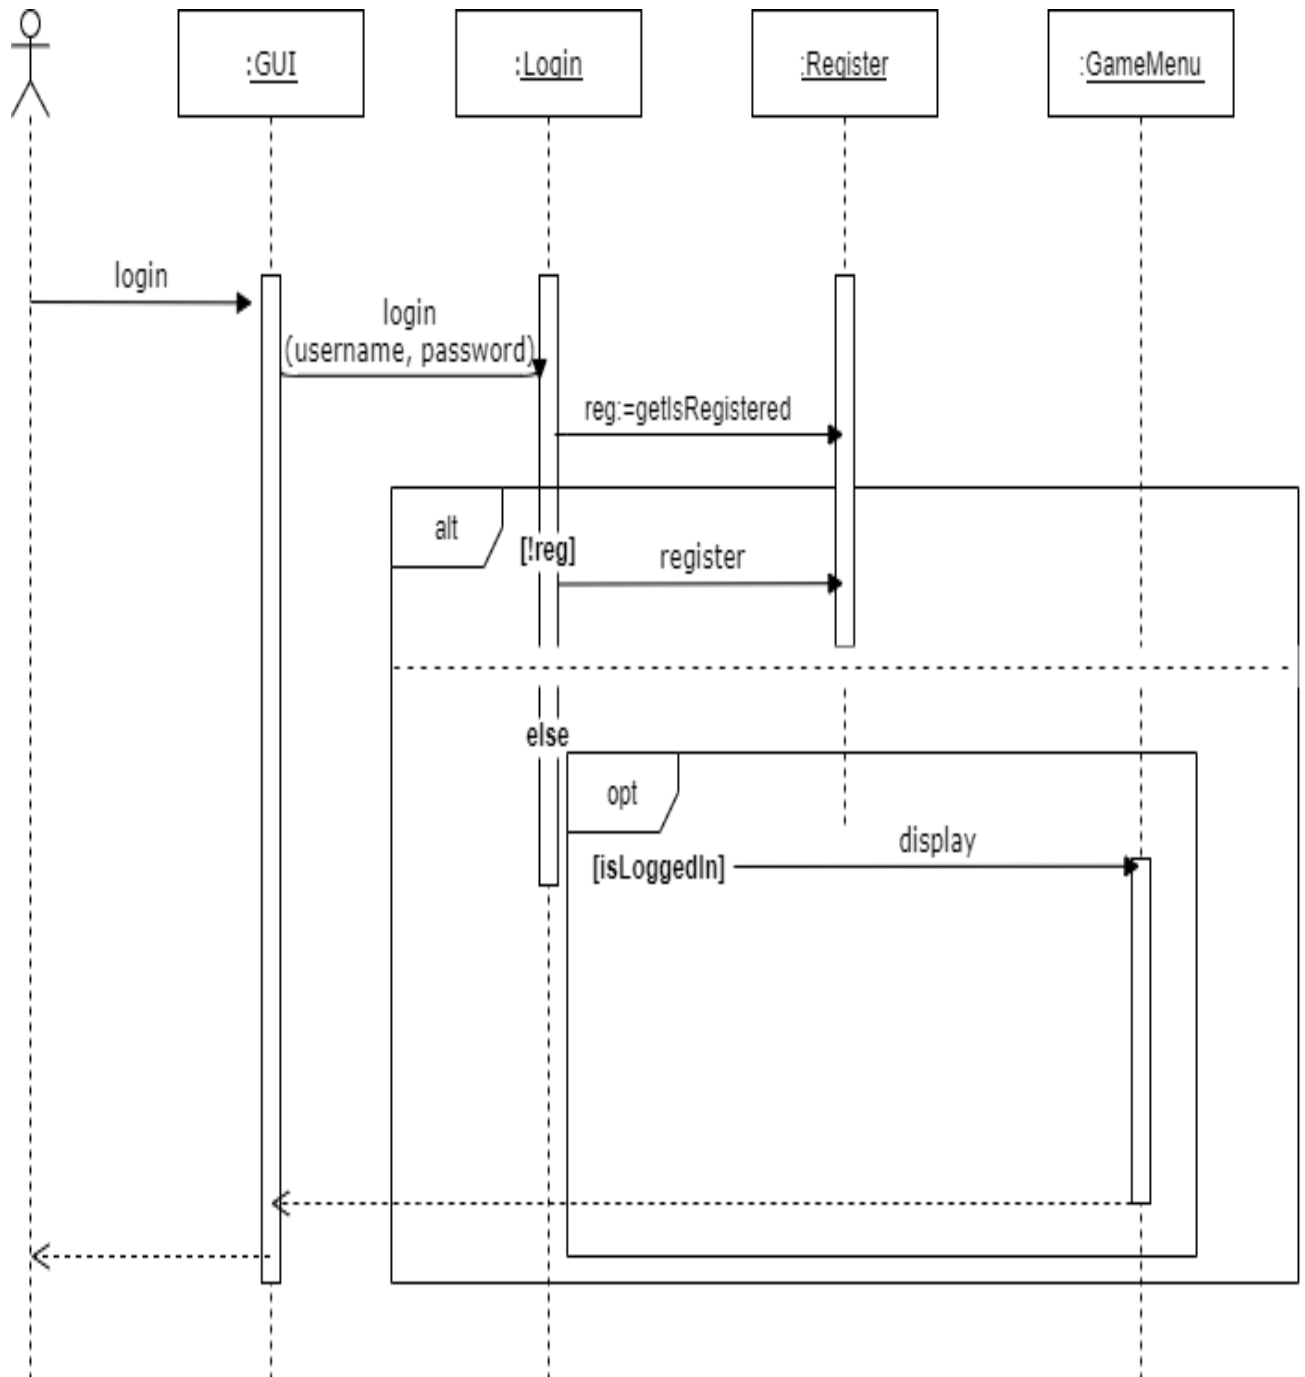 :GUI
:Login
:Register
:GameMenu
login
login
(username, password)
reg:=getIsRegistered
alt
[!reg]
register
else
opt
display
[isLoggedIn]